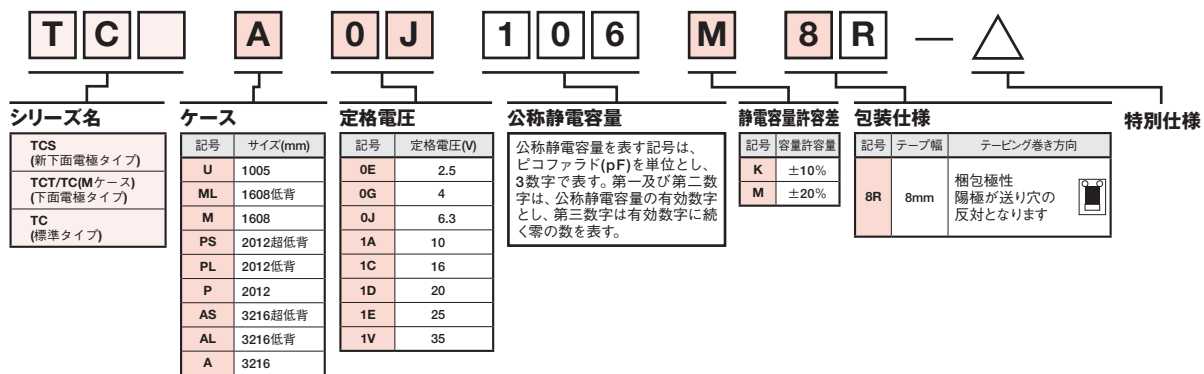 TC A 0J 106 M 8R — △
シリーズ名
TCS
(新下面電極タイプ)
TCT/TC(Mケース)
(下面電極タイプ)
TC
(標準タイプ)
ケース
記号 サイズ(mm)
U 1005
ML 1608低背
M 1608
PS 2012超低背
PL 2012低背
P 2012
AS 3216超低背
AL 3216低背
A 3216
定格電圧
記号 定格電圧(V)
0E 2.5
0G 4
0J 6.3
1A 10
1C 16
1D 20
1E 25
1V 35
公称静電容量
公称静電容量を表す記号は、
ピコファラド(pF)を単位とし、
3数字で表す。第一及び第二数
字は、公称静電容量の有効数字
とし、第三数字は有効数字に続
く零の数を表す。
静電容量許容差
記号 容量許容量
K ±10%
M ±20%
包装仕様
記号 テープ幅 テーピング巻き方向
8R 8mm 梱包極性
陽極が送り穴の
反対となります
特別仕様